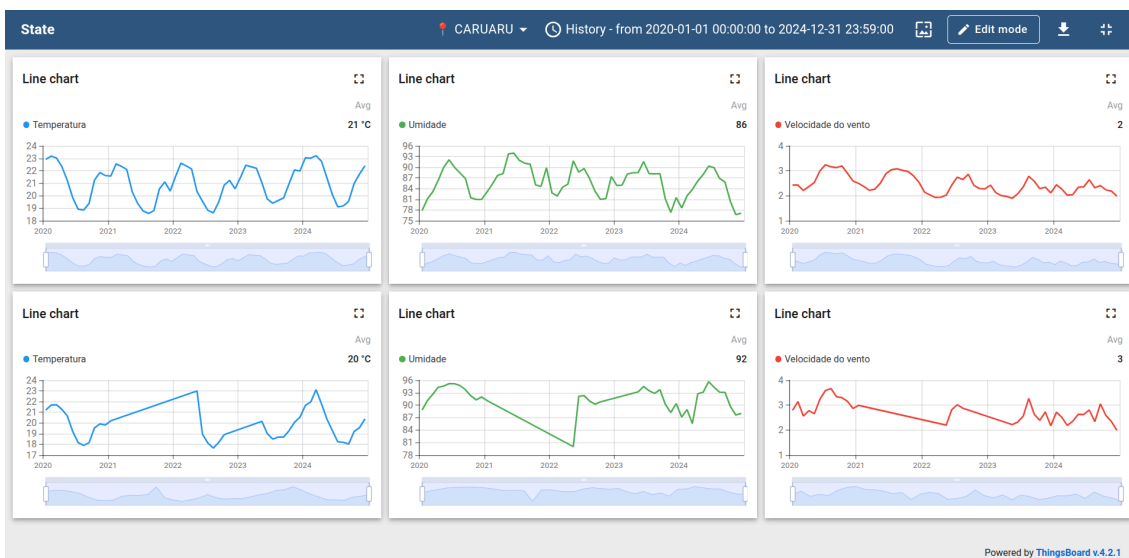 State
CARUARU
History - from 2020-01-01 00:00:00 to 2024-12-31 23:59:00
Edit mode
Line chart
Avg
Temperatura
21 °C
24
23
22
21
20
19
18
2020
2021
2022
2023
2024
Line chart
Avg
Umidade
86
96
93
90
87
84
81
78
75
2020
2021
2022
2023
2024
Line chart
Avg
Velocidade do vento
2
4
3
2
1
2020
2021
2022
2023
2024
Line chart
Avg
Temperatura
20 °C
24
23
22
21
20
19
18
17
2020
2021
2022
2023
2024
Line chart
Avg
Umidade
92
96
93
90
87
84
81
78
2020
2021
2022
2023
2024
Line chart
Avg
Velocidade do vento
3
4
3
2
1
2020
2021
2022
2023
2024
Powered by ThingsBoard v.4.2.1